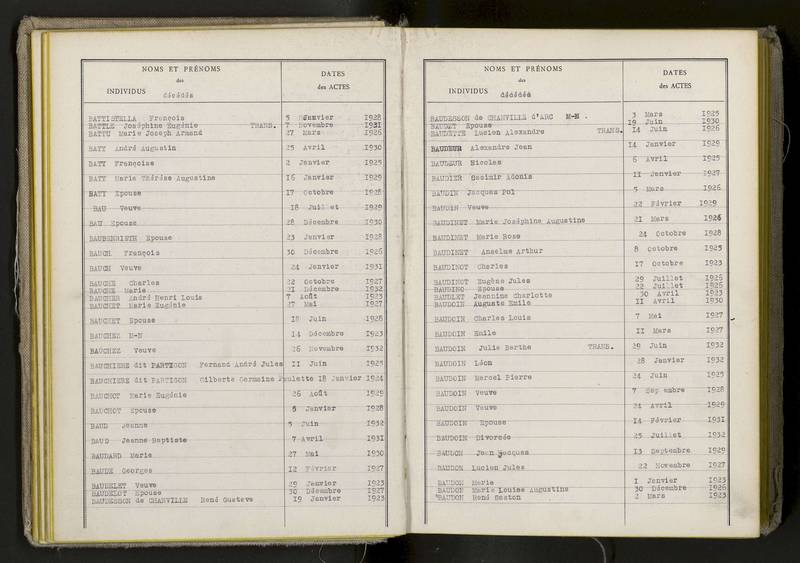 NOMS ET PRÉNOMS
des
INDIVIDUS décédés
DATES
des ACTES
BATTISTELLA François 5 Janvier 1928
BATTLE Joséphine Eugénie TRANS. 7 Novembre 1931
BATTU Marie Joseph Armand 27 Mars 1926
BATY André Augustin 25 Avril 1930
BATY Françoise 2 Janvier 1925
BATY Marie Thérèse Augustine 16 Janvier 1929
BATY Epouse 17 Octobre 1928
BAU Veuve 18 Juillet 1929
BAU Epouse 28 Décembre 1930
BAUBENRIETH Epouse 23 Janvier 1928
BAUCH François 30 Décembre 1926
BAUCH Veuve 24 Janvier 1931
BAUCHE Charles 22 Octobre 1927
BAUCHE Marie 21 Décembre 1932
BAUCHER André Henri Louis 7 Août 1923
BAUCHET Marie Eugénie 27 Mai 1927
BAUCHET Epouse 18 Juin 1928
BAUCHEZ M-N 14 Décembre 1923
BAUCHEZ Veuve 26 Novembre 1932
BAUCHIERE dit PARTIGON Fernand André Jules 11 Juin 1925
BAUCHIERE dit PARTIGON Gilberte Germaine Paulette 18 Janvier 1924
BAUCHOT Marie Eugénie 26 Août 1929
BAUCHOT Epouse 8 Janvier 1928
BAUD Jeanne 5 Juin 1932
BAUD Jeanne Baptiste 7 Avril 1931
BAUDARD Marie 27 Mai 1930
BAUDE Georges 12 Février 1927
BAUDELET Veuve 29 Janvier 1923
BAUDELOT Epouse 30 Décembre 1927
BAUDESSON de CHANVILLE René Gustave 19 Janvier 1923
NOMS ET PRÉNOMS
des
INDIVIDUS décédés
DATES
des ACTES
BAUDESSON de CHANVILLE d'ARC M-N . 3 Mars 1925
BAUDET Epouse 19 Juin 1930
BAUDETTE Lucien Alexandre TRANS. 14 Juin 1926
BAUDEUR Alexandre Jean 14 Janvier 1929
BAUDEUR Nicolas 6 Avril 1925
BAUDIER Casimir Adonis 11 Janvier 1927
BAUDIN Jacques Pol 5 Mars 1926
BAUDIN Veuve 22 Février 1929
BAUDINET Marie Joséphine Augustine 21 Mars 1926
BAUDINET Marie Rose 24 Octobre 1928
BAUDINET Anselme Arthur 8 Octobre 1925
BAUDINOT Charles 17 Octobre 1923
BAUDINOT Eugène Jules 29 Juillet 1926
BAUDINO Epouse 22 Juillet 1926
BAUDLET Jeannine Charlotte 30 Avril 1923
BAUDOIN Auguste Emile 11 Avril 1930
BAUDOIN Charles Louis 7 Mai 1927
BAUDOIN Emile 11 Mars 1927
BAUDOIN Julie Berthe TRANS. 29 Juin 1932
BAUDOIN Léon 28 Janvier 1932
BAUDOIN Marcel Pierre 24 Juin 1925
BAUDOIN Veuve 7 Sep embre 1928
BAUDOIN Veuve 24 Avril 1929
BAUDOIN Epouse 14 Février 1931
BAUDOIN Divorcée 25 Juillet 1932
BAUDON Jean Jacques 13 Septembre 1929
BAUDON Lucien Jules 22 Novembre 1927
BAUDON Marie 1 Janvier 1923
BAUDON Marie Louise Augustine 30 Décembre 1926
BAUDON René Gaston 2 Mars 1923